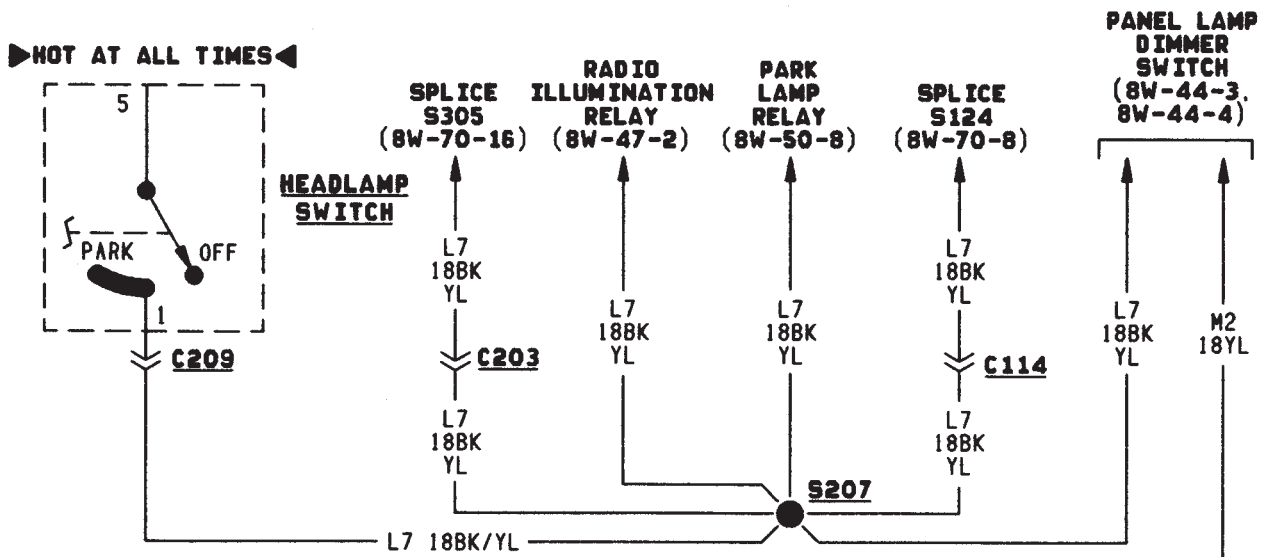 ▶HOT AT ALL TIMES◀
5
PARK
OFF
1
C209
HEADLAMP
SWITCH
SPLICE
S305
(8W-70-16)
L7
18BK
YL
C203
L7
18BK
YL
RADIO
ILLUMINATION
RELAY
(8W-47-2)
L7
18BK
YL
PARK
LAMP
RELAY
(8W-50-8)
L7
18BK
YL
SPLICE
S124
(8W-70-8)
L7
18BK
YL
C114
L7
18BK
YL
PANEL LAMP
DIMMER
SWITCH
(8W-44-3,
8W-44-4)
L7
18BK
YL
M2
18YL
S207
L7 18BK/YL